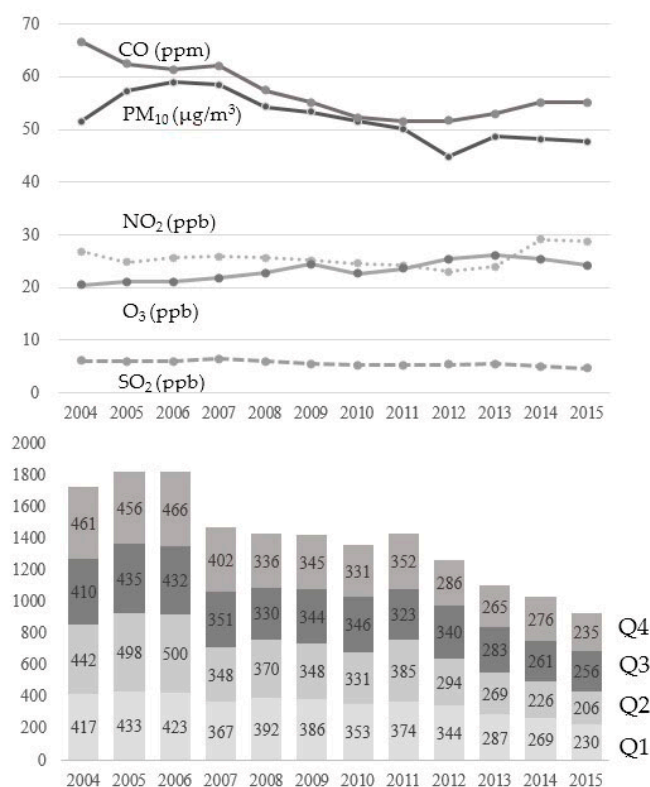 70
CO (ppm)
60
PM₁₀ (µg/m³)
50
40
30
NO₂ (ppb)
20
O₃ (ppb)
10
SO₂ (ppb)
0
2004 2005 2006 2007 2008 2009 2010 2011 2012 2013 2014 2015
2000
1800
1600
1400
1200
1000
800
600
400
200
0
461 456 466 402 336 345 331 352 286 265 276 235 Q4
410 435 432 351 330 344 346 323 340 283 261 256 Q3
442 498 500 348 370 348 331 385 294 269 226 206 Q2
417 433 423 367 392 386 353 374 344 287 269 230 Q1
2004 2005 2006 2007 2008 2009 2010 2011 2012 2013 2014 2015